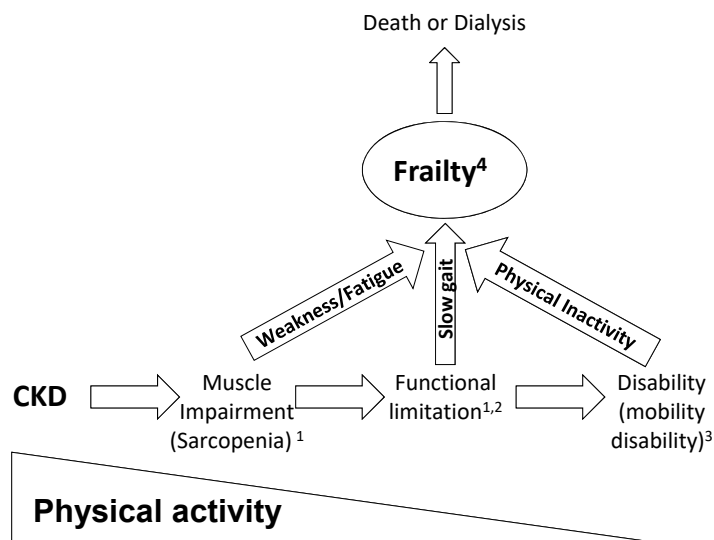 Death or Dialysis
Frailty4
Weakness/Fatigue
Slow gait
Physical Inactivity
CKD
Muscle
Impairment
(Sarcopenia) 1
Functional
limitation1,2
Disability
(mobility
disability)3
Physical activity